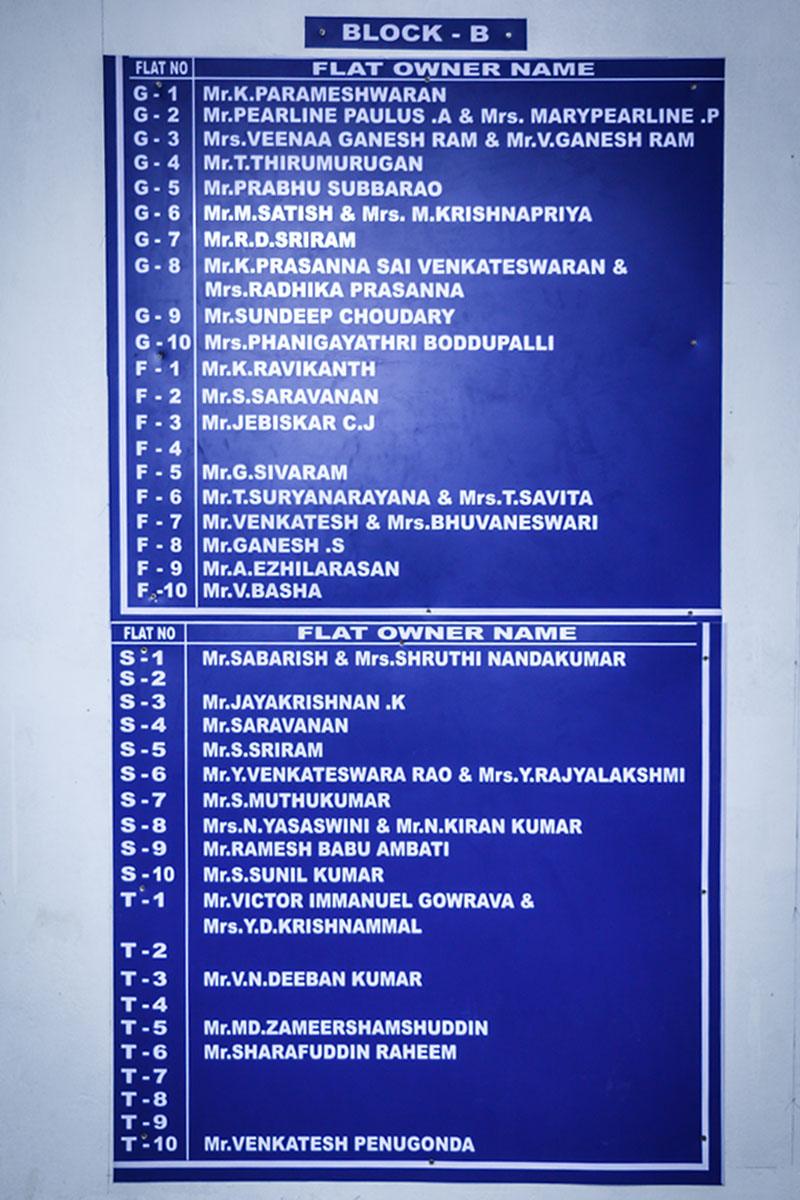 BLOCK - B
FLAT NO FLAT OWNER NAME
G - 1 Mr.K.PARAMESHWARAN
G - 2 Mr.PEARLINE PAULUS .A & Mrs. MARYPEARLINE .P
G - 3 Mrs.VEENAA GANESH RAM & Mr.V.GANESH RAM
G - 4 Mr.T.THIRUMURUGAN
G - 5 Mr.PRABHU SUBBARAO
G - 6 Mr.M.SATISH & Mrs. M.KRISHNAPRIYA
G - 7 Mr.R.D.SRIRAM
G - 8 Mr.K.PRASANNA SAI VENKATESWARAN &
Mrs.RADHIKA PRASANNA
G - 9 Mr.SUNDEEP CHOUDARY
G -10 Mrs.PHANIGAYATHRI BODDUPALLI
F - 1 Mr.K.RAVIKANTH
F - 2 Mr.S.SARAVANAN
F - 3 Mr.JEBISKAR C.J
F - 4
F - 5 Mr.G.SIVARAM
F - 6 Mr.T.SURYANARAYANA & Mrs.T.SAVITA
F - 7 Mr.VENKATESH & Mrs.BHUVANESWARI
F - 8 Mr.GANESH .S
F - 9 Mr.A.EZHILARASAN
F -10 Mr.V.BASHA
FLAT NO FLAT OWNER NAME
S -1 Mr.SABARISH & Mrs.SHRUTHI NANDAKUMAR
S -2
S -3 Mr.JAYAKRISHNAN .K
S -4 Mr.SARAVANAN
S -5 Mr.S.SRIRAM
S -6 Mr.Y.VENKATESWARA RAO & Mrs.Y.RAJYALAKSHMI
S -7 Mr.S.MUTHUKUMAR
S -8 Mrs.N.YASASWINI & Mr.N.KIRAN KUMAR
S -9 Mr.RAMESH BABU AMBATI
S -10 Mr.S.SUNIL KUMAR
T -1 Mr.VICTOR IMMANUEL GOWRAVA &
Mrs.Y.D.KRISHNAMMAL
T -2
T -3 Mr.V.N.DEEBAN KUMAR
T -4
T -5 Mr.MD.ZAMEERSHAMSHUDDIN
T -6 Mr.SHARAFUDDIN RAHEEM
T -7
T -8
T -9
T -10 Mr.VENKATESH PENUGONDA